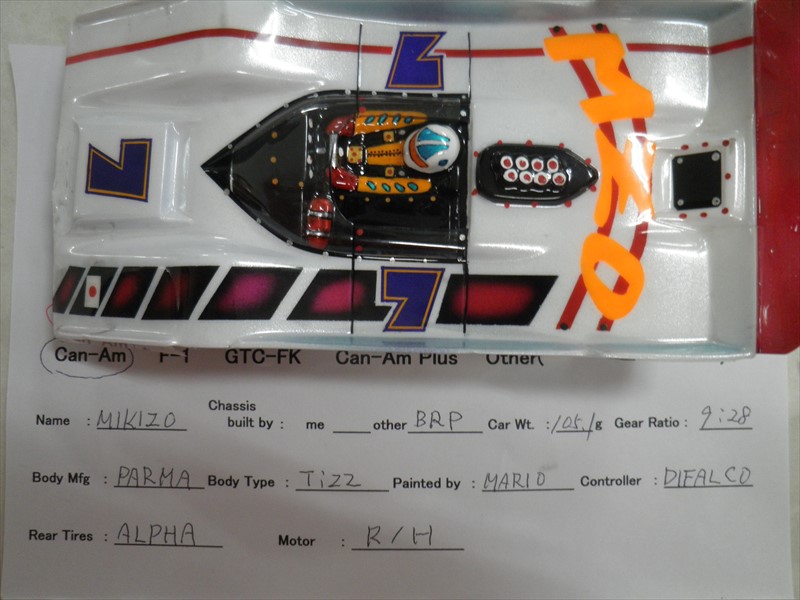 MZO
7
7
7
Can-Am F-1 GTC-FK Can-Am Plus Other(
Name : MIKIZO Chassis built by : me ____ other BRP Car Wt. : 105.1g Gear Ratio : 9:28
Body Mfg : PARMA Body Type : TiZZ Painted by : MARIO Controller : DIFALCO
Rear Tires : ALPHA Motor : R/H